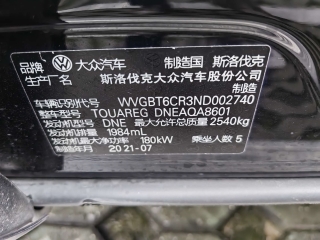 品牌 大众汽车 制造国 斯洛伐克
生产厂名 斯洛伐克大众汽车股份公司
制造
车辆识别代号 WVGBT6CR3ND002740
整车型号 TOUAREG DNEAQA8601
发动机型号 DNE 最大允许总质量 2540kg
发动机排量 1984mL
发动机最大净功率 180kW 乘坐人数 5
制造年月 2021-07